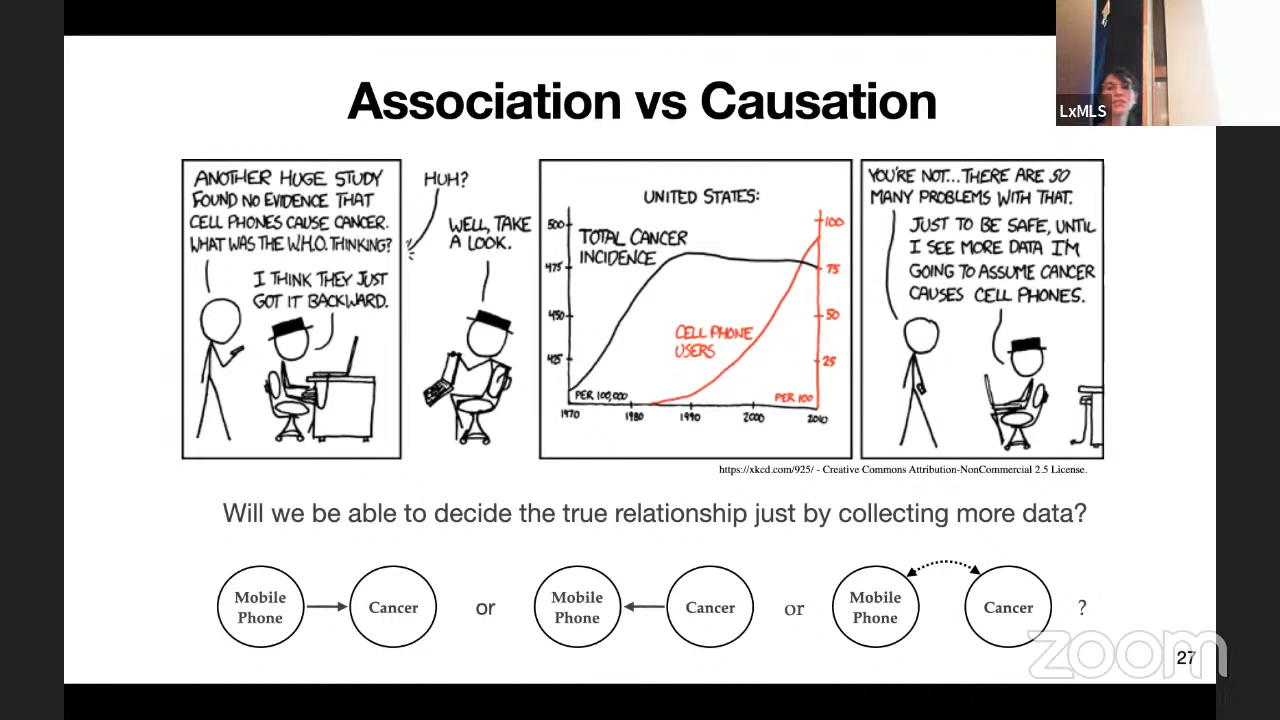 LxMLS
Association vs Causation
ANOTHER HUGE STUDY
FOUND NO EVIDENCE THAT
CELL PHONES CAUSE CANCER.
WHAT WAS THE W.H.O. THINKING?
I THINK THEY JUST
GOT IT BACKWARD.
HUH?
WELL, TAKE
A LOOK.
UNITED STATES:
500
475
450
425
TOTAL CANCER
INCIDENCE
CELL PHONE
USERS
100
75
50
25
PER 100,000
PER 100
1970
1980
1990
2000
2010
YOU'RE NOT... THERE ARE SO
MANY PROBLEMS WITH THAT.
JUST TO BE SAFE, UNTIL
I SEE MORE DATA I'M
GOING TO ASSUME CANCER
CAUSES CELL PHONES.
https://xkcd.com/925/ - Creative Commons Attribution-NonCommercial 2.5 License.
Will we be able to decide the true relationship just by collecting more data?
Mobile
Phone
Cancer
or
Mobile
Phone
Cancer
or
Mobile
Phone
Cancer
?
zoom
27